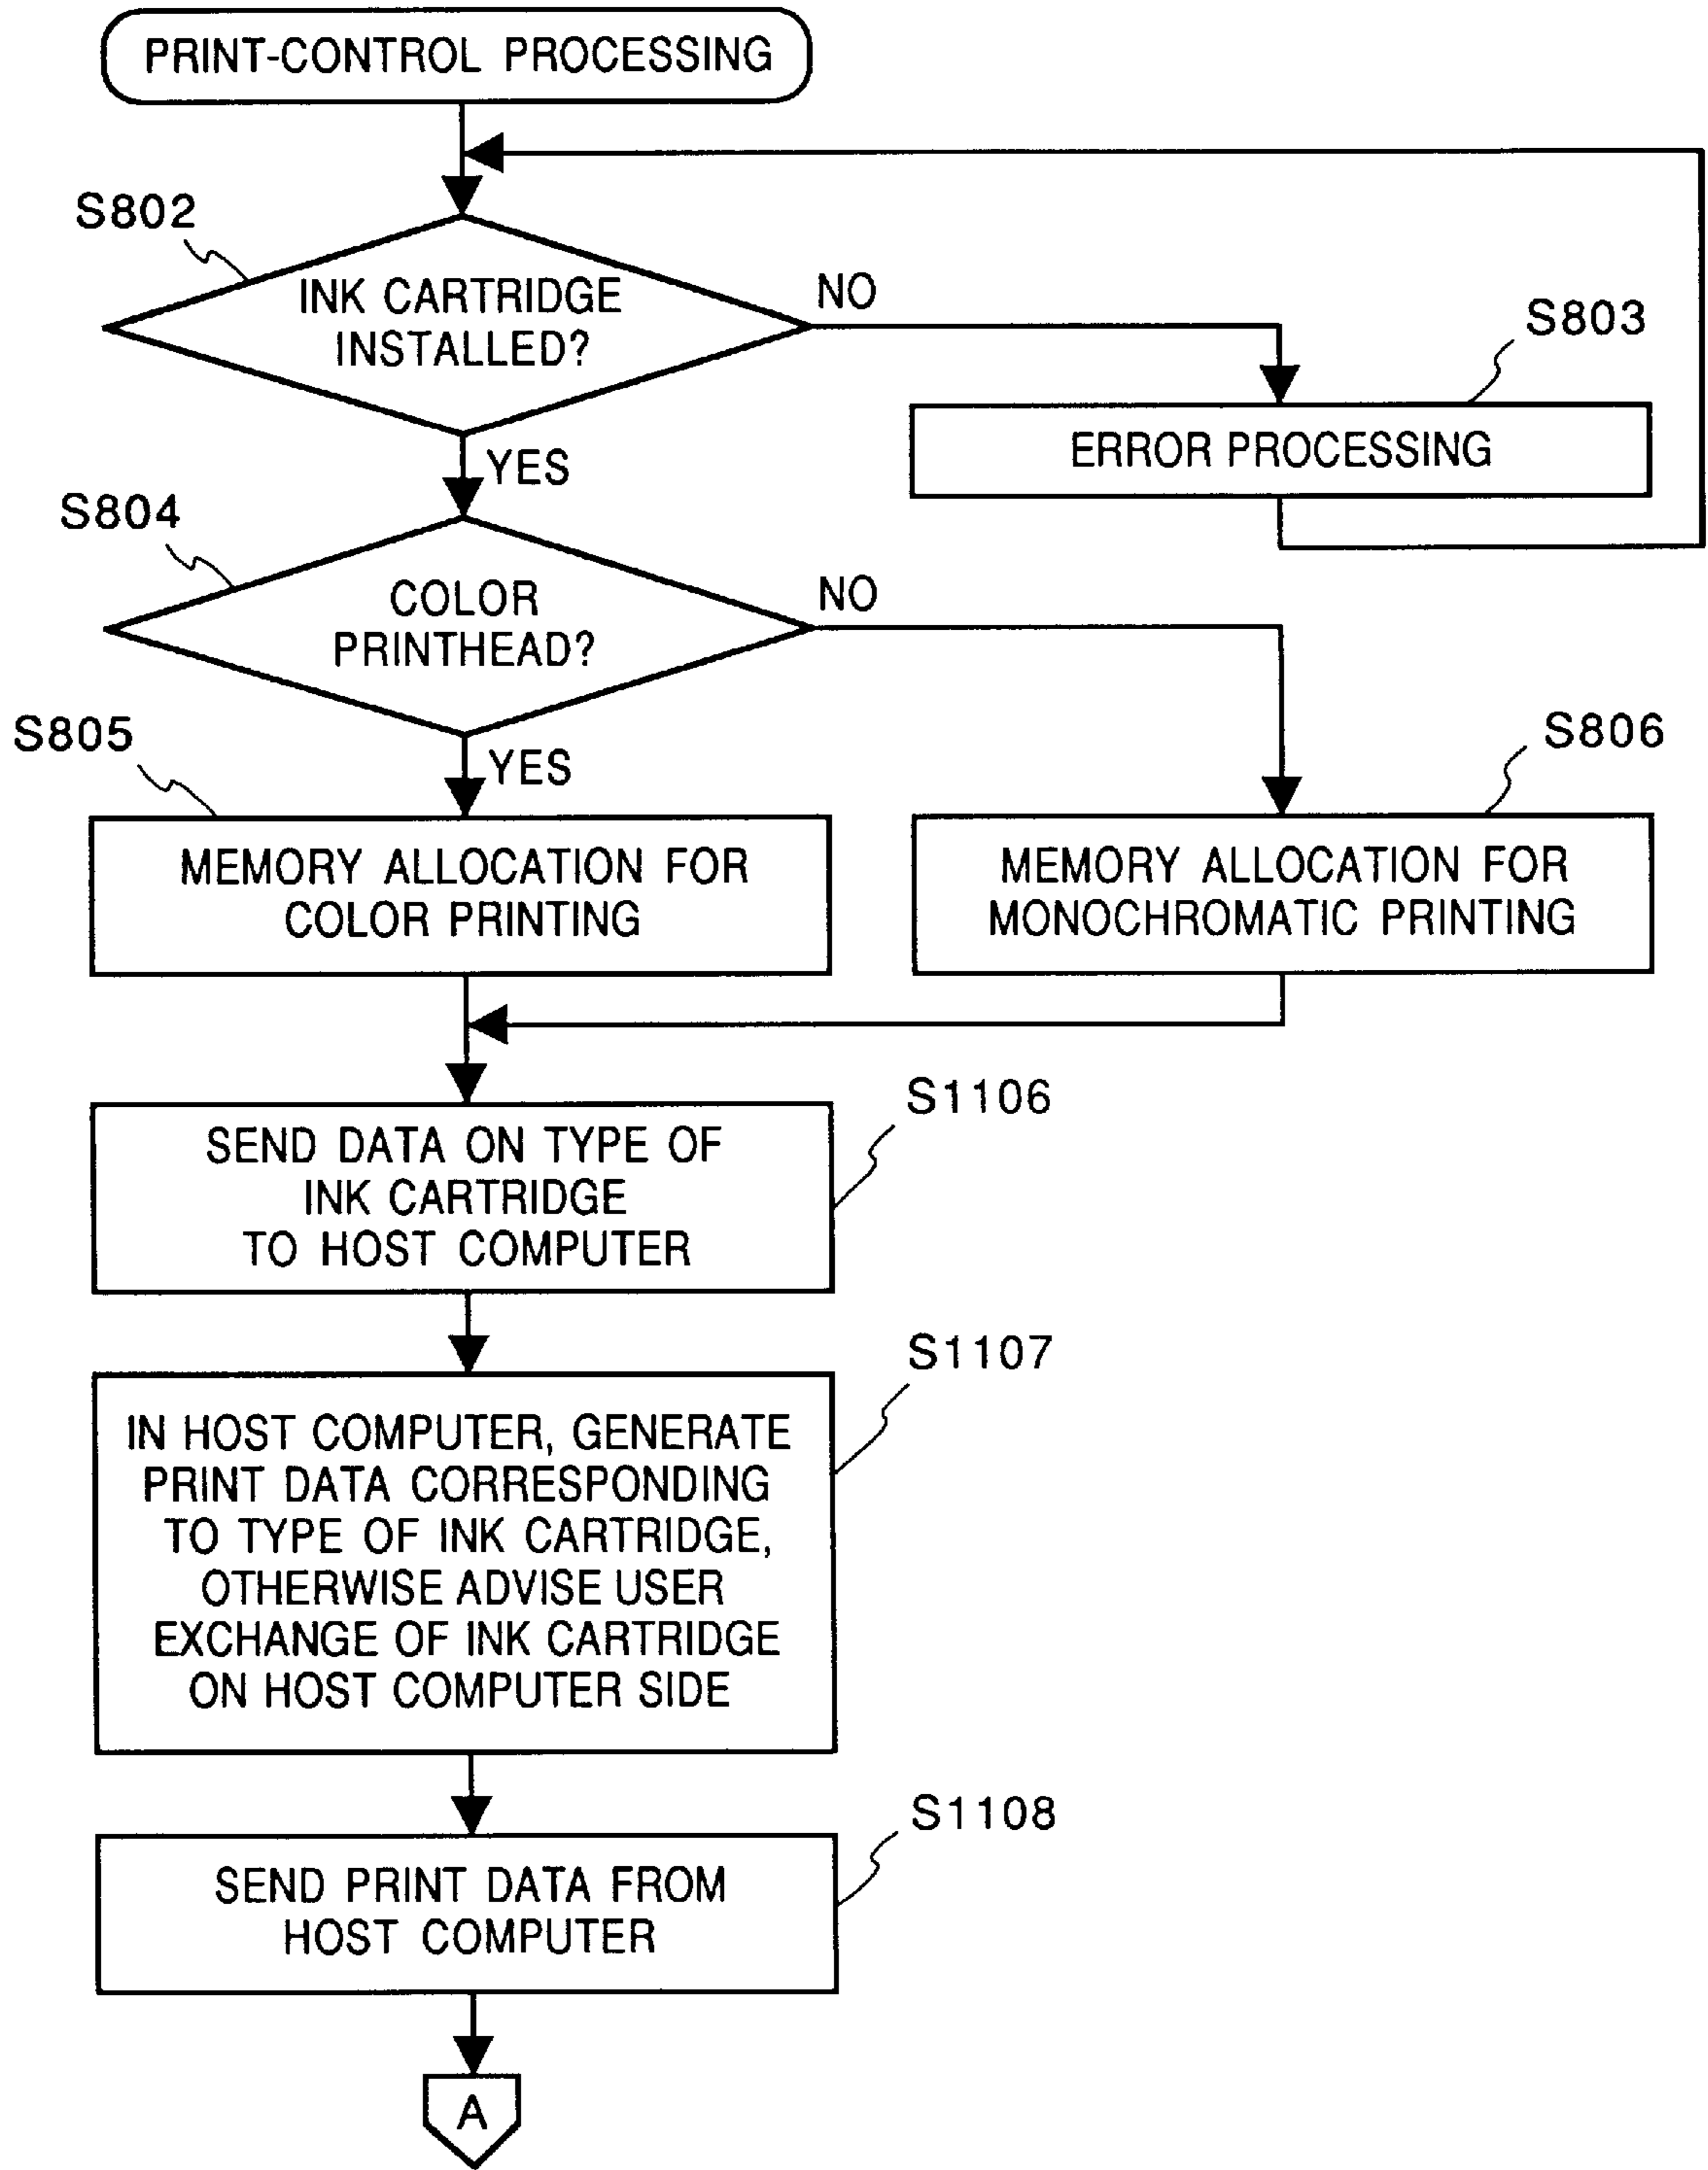 PRINT-CONTROL PROCESSING
S802
INK CARTRIDGE
INSTALLED?
NO
S803
ERROR PROCESSING
YES
S804
COLOR
PRINTHEAD?
NO
S805
YES
S806
MEMORY ALLOCATION FOR
COLOR PRINTING
MEMORY ALLOCATION FOR
MONOCHROMATIC PRINTING
S1106
SEND DATA ON TYPE OF
INK CARTRIDGE
TO HOST COMPUTER
S1107
IN HOST COMPUTER, GENERATE
PRINT DATA CORRESPONDING
TO TYPE OF INK CARTRIDGE,
OTHERWISE ADVISE USER
EXCHANGE OF INK CARTRIDGE
ON HOST COMPUTER SIDE
S1108
SEND PRINT DATA FROM
HOST COMPUTER
A